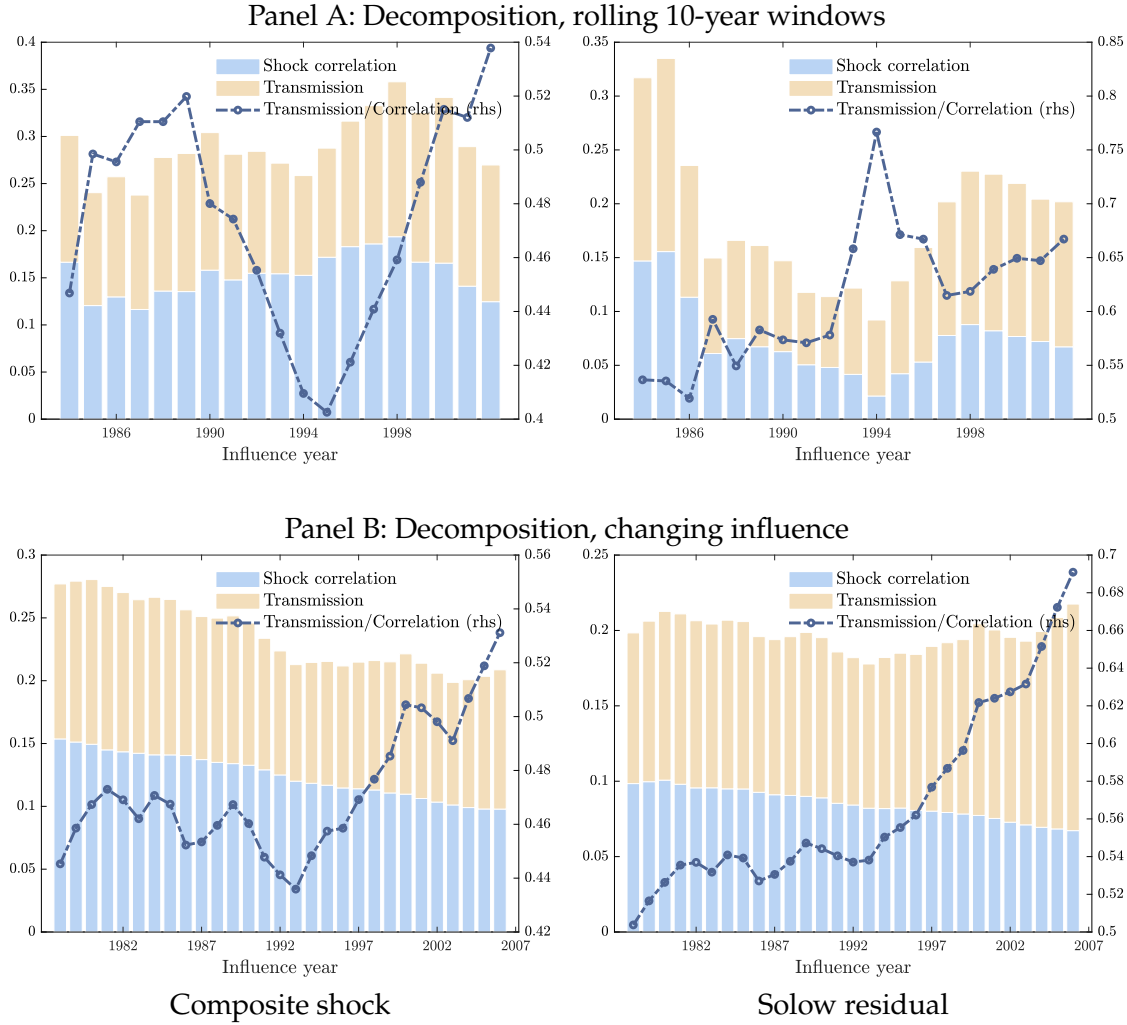 Panel A: Decomposition, rolling 10-year windows
0.4 0.54 0.35 0.85
Shock correlation Shock correlation
0.35 0.52 0.3 0.8
Transmission Transmission
Transmission/Correlation (rhs) Transmission/Correlation (rhs)
0.3 0.5 0.25 0.75
0.25 0.48 0.2 0.7
0.2 0.46 0.15 0.65
0.15 0.44 0.1 0.6
0.1 0.42 0.05 0.55
0.05
0 0.4 0 0.5
1986 1990 1994 1998 1986 1990 1994 1998
Influence year Influence year
Panel B: Decomposition, changing influence
0.3 0.56 0.25 0.7
Shock correlation Shock correlation
0.25 0.54 0.2 0.68
Transmission Transmission
Transmission/Correlation (rhs) Transmission/Correlation (rhs)
0.2 0.52 0.15 0.66
0.15 0.5 0.1 0.64
0.1 0.48 0.05 0.62
0.05 0.46 0.6
0.44 0.58
0.56
0.54
0.52
0 0.42 0 0.5
1982 1987 1992 1997 2002 2007 1982 1987 1992 1997 2002 2007
Influence year Influence year
Composite shock Solow residual